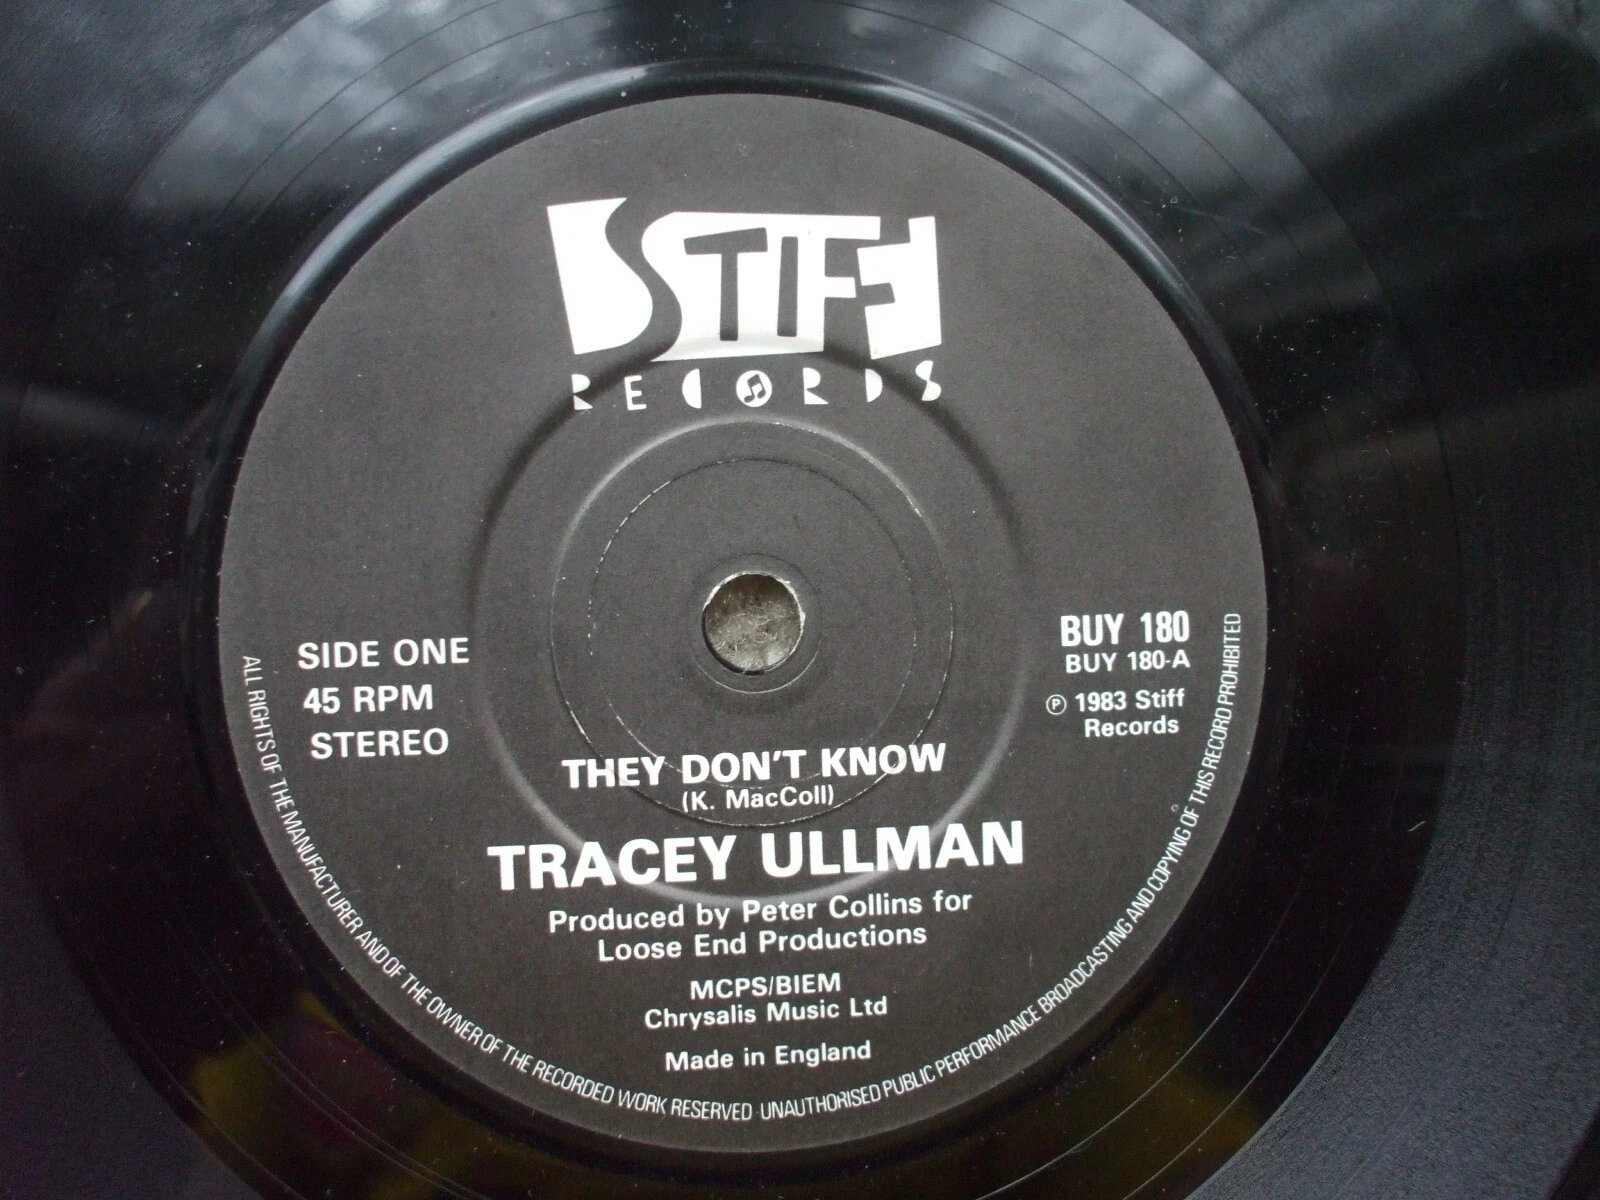 STIFF
RECORDS
SIDE ONE
45 RPM
STEREO
BUY 180
BUY 180-A
℗ 1983 Stiff
Records
THEY DON'T KNOW
(K. MacColl)
TRACEY ULLMAN
Produced by Peter Collins for
Loose End Productions
MCPS/BIEM
Chrysalis Music Ltd
Made in England
ALL RIGHTS OF THE MANUFACTURER AND OF THE OWNER OF THE RECORDED WORK RESERVED · UNAUTHORISED PUBLIC PERFORMANCE BROADCASTING AND COPYING OF THIS RECORD PROHIBITED